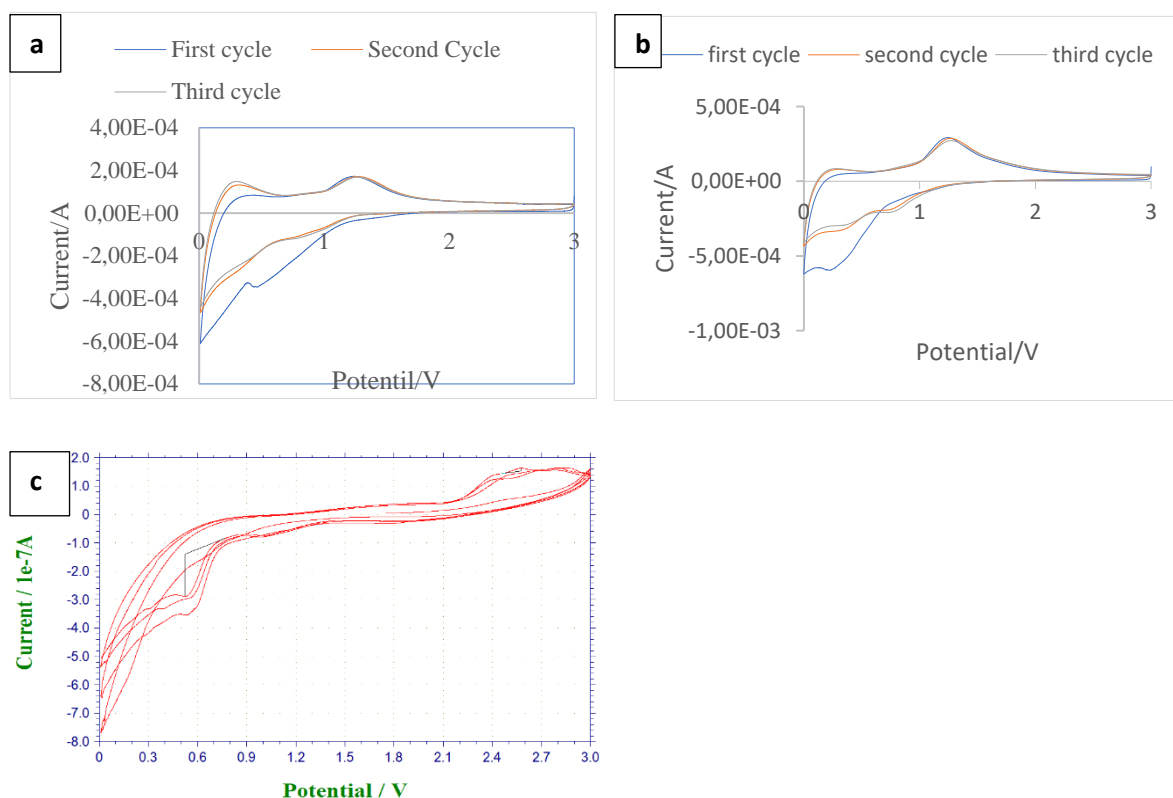 a
First cycle Second Cycle
Third cycle
4,00E-04
2,00E-04
0,00E+00
-2,00E-04
-4,00E-04
-6,00E-04
-8,00E-04
0 1 2 3
Current/A
Potentil/V
b
first cycle second cycle third cycle
5,00E-04
0,00E+00
-5,00E-04
-1,00E-03
0 1 2 3
Current/A
Potential/V
c
2.0
1.0
0
-1.0
-2.0
-3.0
-4.0
-5.0
-6.0
-7.0
-8.0
0 0.3 0.6 0.9 1.2 1.5 1.8 2.1 2.4 2.7 3.0
Current / 1e-7A
Potential / V